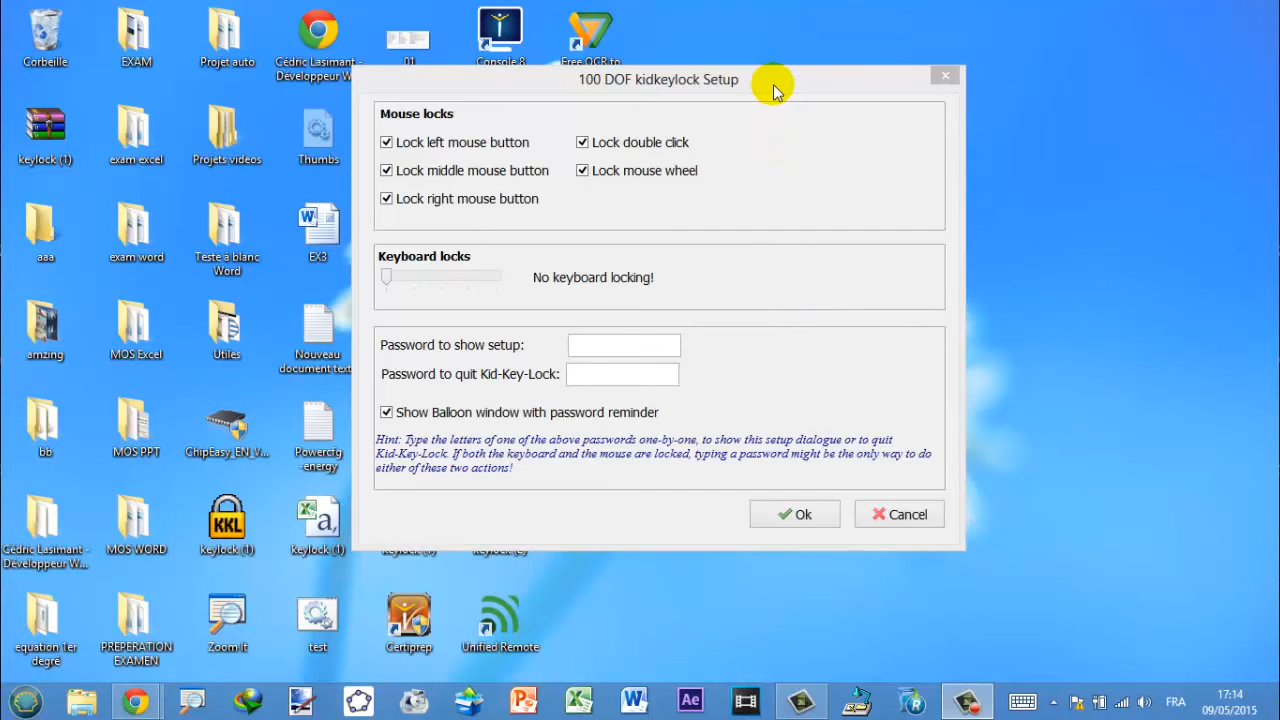 Corbeille
EXAM
Projet auto
Cédric Lasimant -
Développeur W...
01
Console 8
Free OCR to
100 DOF kidkeylock Setup
Mouse locks
Lock left mouse button
Lock double click
Lock middle mouse button
Lock mouse wheel
Lock right mouse button
Keyboard locks
No keyboard locking!
Password to show setup:
Password to quit Kid-Key-Lock:
Show Balloon window with password reminder
Hint: Type the letters of one of the above passwords one-by-one, to show this setup dialogue or to quit
Kid-Key-Lock. If both the keyboard and the mouse are locked, typing a password might be the only way to do
either of these two actions!
Ok
Cancel
keylock (1)
exam excel
Projets videos
Thumbs
aaa
exam word
Teste a blanc
Word
EX3
amzing
MOS Excel
Utiles
Nouveau
document text
bb
MOS PPT
ChipEasy_EN_V...
Powercfg
-energy
Cédric Lasimant -
Développeur W...
MOS WORD
KKL
keylock (1)
keylock (1)
equation 1er
degré
PREPERATION
EXAMEN
Zoom it
test
Certiprep
Unified Remote
Ae
FRA
17:14
09/05/2015